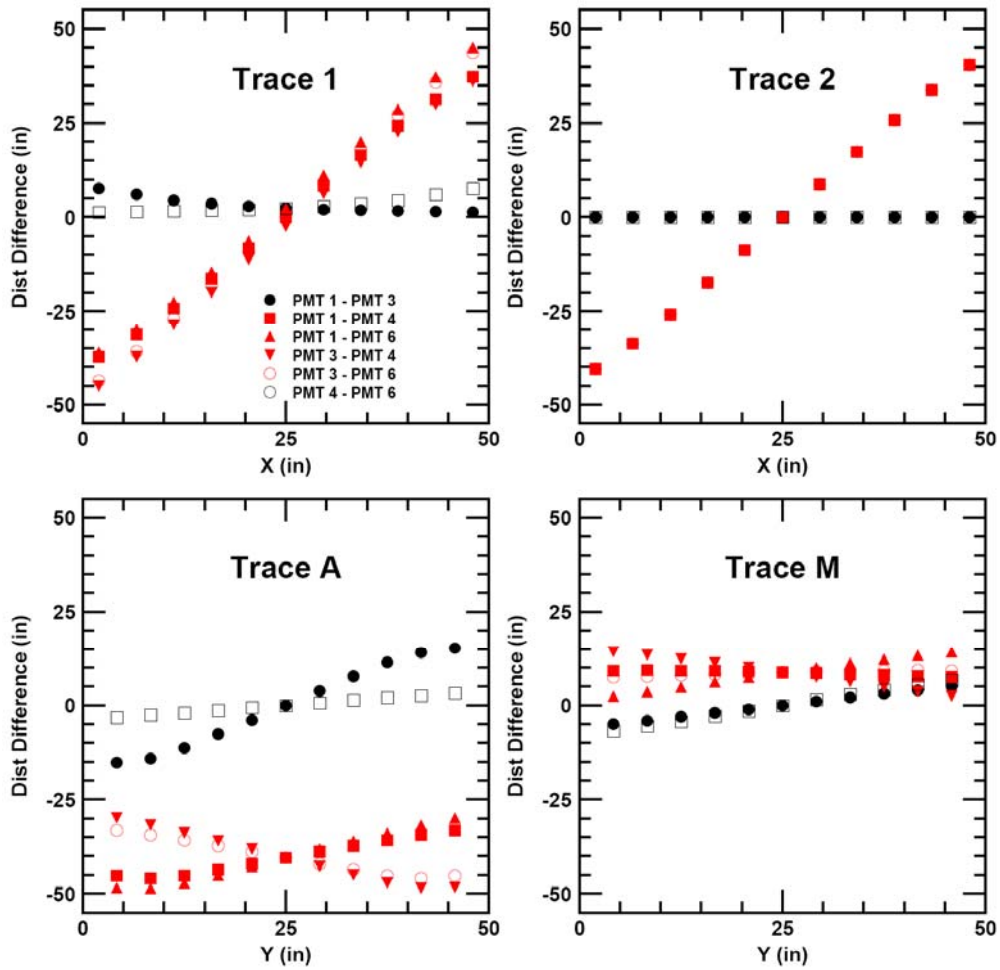 50
25
0
-25
-50
Dist Difference (in)
Trace 1
PMT 1 - PMT 3
PMT 1 - PMT 4
PMT 1 - PMT 6
PMT 3 - PMT 4
PMT 3 - PMT 6
PMT 4 - PMT 6
0 25 50
X (in)
50
25
0
-25
-50
Dist Difference (in)
Trace 2
0 25 50
X (in)
50
25
0
-25
-50
Dist Difference (in)
Trace A
0 25 50
Y (in)
50
25
0
-25
-50
Dist Difference (in)
Trace M
0 25 50
Y (in)